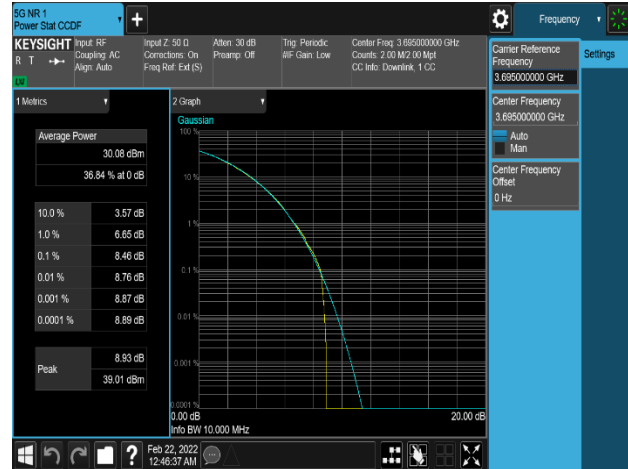 5G NR 1
Power Stat CCDF
+
Frequency
KEYSIGHT
R T
LNI
Input: RF
Coupling: AC
Align: Auto
Input Z: 50 Ω
Corrections: On
Freq Ref: Ext (S)
Atten: 30 dB
Preamp: Off
Trig: Periodic
#IF Gain: Low
Center Freq: 3.695000000 GHz
Counts: 2.00 M/2.00 Mpt
CC Info: Downlink, 1 CC
Carrier Reference
Frequency
3.695000000 GHz
Settings
Center Frequency
3.695000000 GHz
Auto
Man
Center Frequency
Offset
0 Hz
1 Metrics
Average Power
30.08 dBm
36.84 % at 0 dB
10.0 % 3.57 dB
1.0 % 6.65 dB
0.1 % 8.46 dB
0.01 % 8.76 dB
0.001 % 8.87 dB
0.0001 % 8.89 dB
Peak
8.93 dB
39.01 dBm
2 Graph
Gaussian
100 %
10 %
1 %
0.1 %
0.01 %
0.001 %
0.0001 %
0.00 dB
20.00 dB
Info BW 10.000 MHz
?
Feb 22, 2022
12:46:37 AM